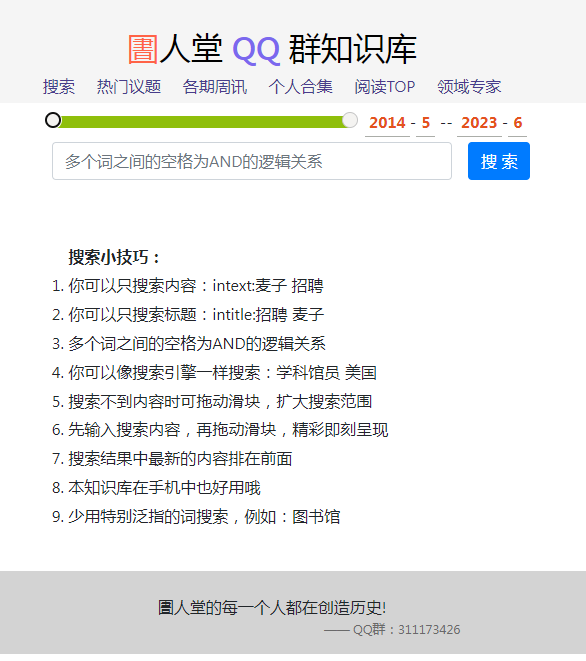 圕人堂 QQ 群知识库
搜索 热门议题 各期周讯 个人合集 阅读TOP 领域专家
2014 - 5 -- 2023 - 6
多个词之间的空格为AND的逻辑关系 搜 索
搜索小技巧：
1. 你可以只搜索内容：intext:麦子 招聘
2. 你可以只搜索标题：intitle:招聘 麦子
3. 多个词之间的空格为AND的逻辑关系
4. 你可以像搜索引擎一样搜索：学科馆员 美国
5. 搜索不到内容时可拖动滑块，扩大搜索范围
6. 先输入搜索内容，再拖动滑块，精彩即刻呈现
7. 搜索结果中最新的内容排在前面
8. 本知识库在手机中也好用哦
9. 少用特别泛指的词搜索，例如：图书馆
圕人堂的每一个人都在创造历史!
—— QQ群：311173426